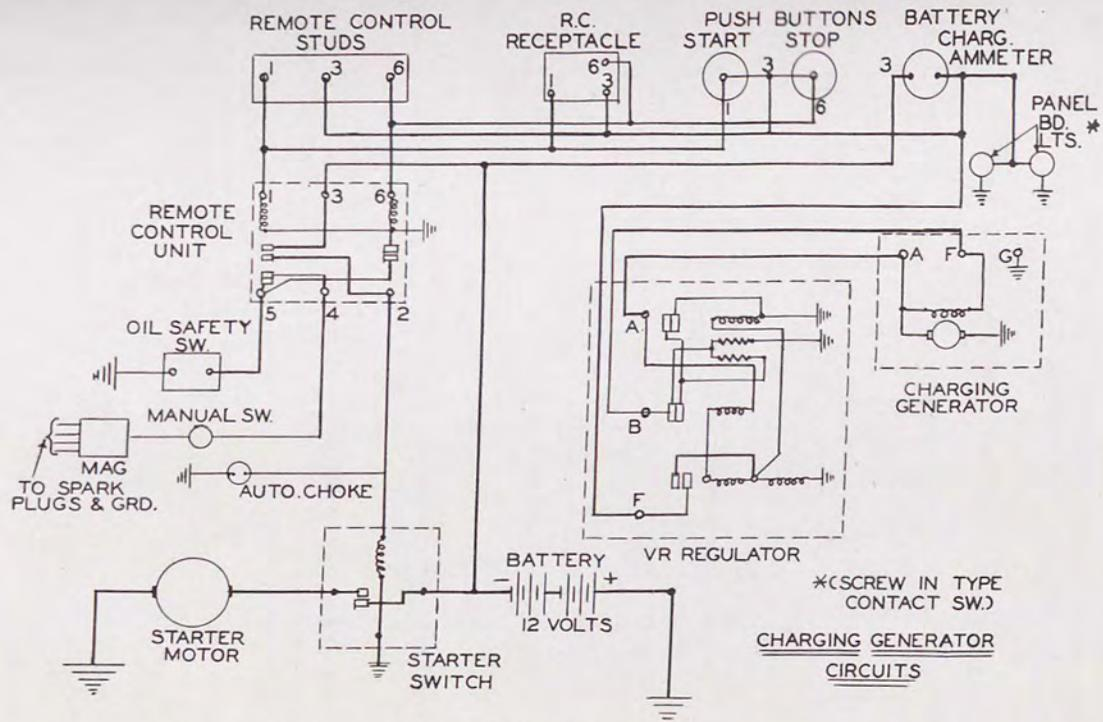 REMOTE CONTROL
STUDS
1 3 6
R.C.
RECEPTACLE
6
1 3
PUSH BUTTONS
START STOP
3
1 6
BATTERY
CHARG.
AMMETER
3
PANEL
BD. *
LTS.
REMOTE
CONTROL
UNIT
1 3 6
5 4 2
OIL SAFETY
SW.
MANUAL SW.
MAG
TO SPARK
PLUGS & GRD.
AUTO. CHOKE
STARTER
MOTOR
STARTER
SWITCH
BATTERY
- +
12 VOLTS
A
B
F
VR REGULATOR
A F G
CHARGING
GENERATOR
*(SCREW IN TYPE
CONTACT SW.)
CHARGING GENERATOR
CIRCUITS